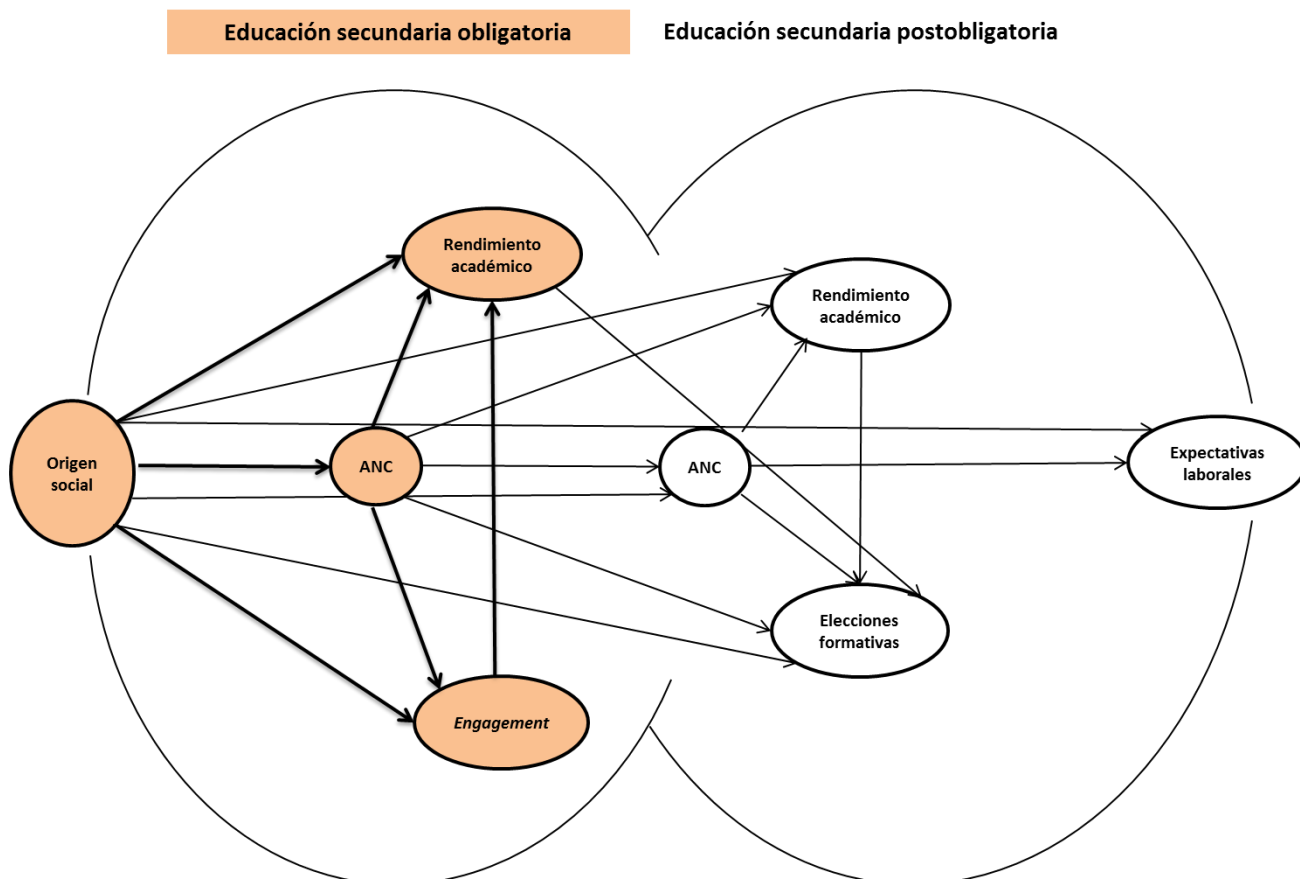 Educación secundaria obligatoria
Educación secundaria postobligatoria
Rendimiento
académico
Rendimiento
académico
Origen
social
ANC
ANC
Expectativas
laborales
Elecciones
formativas
Engagement